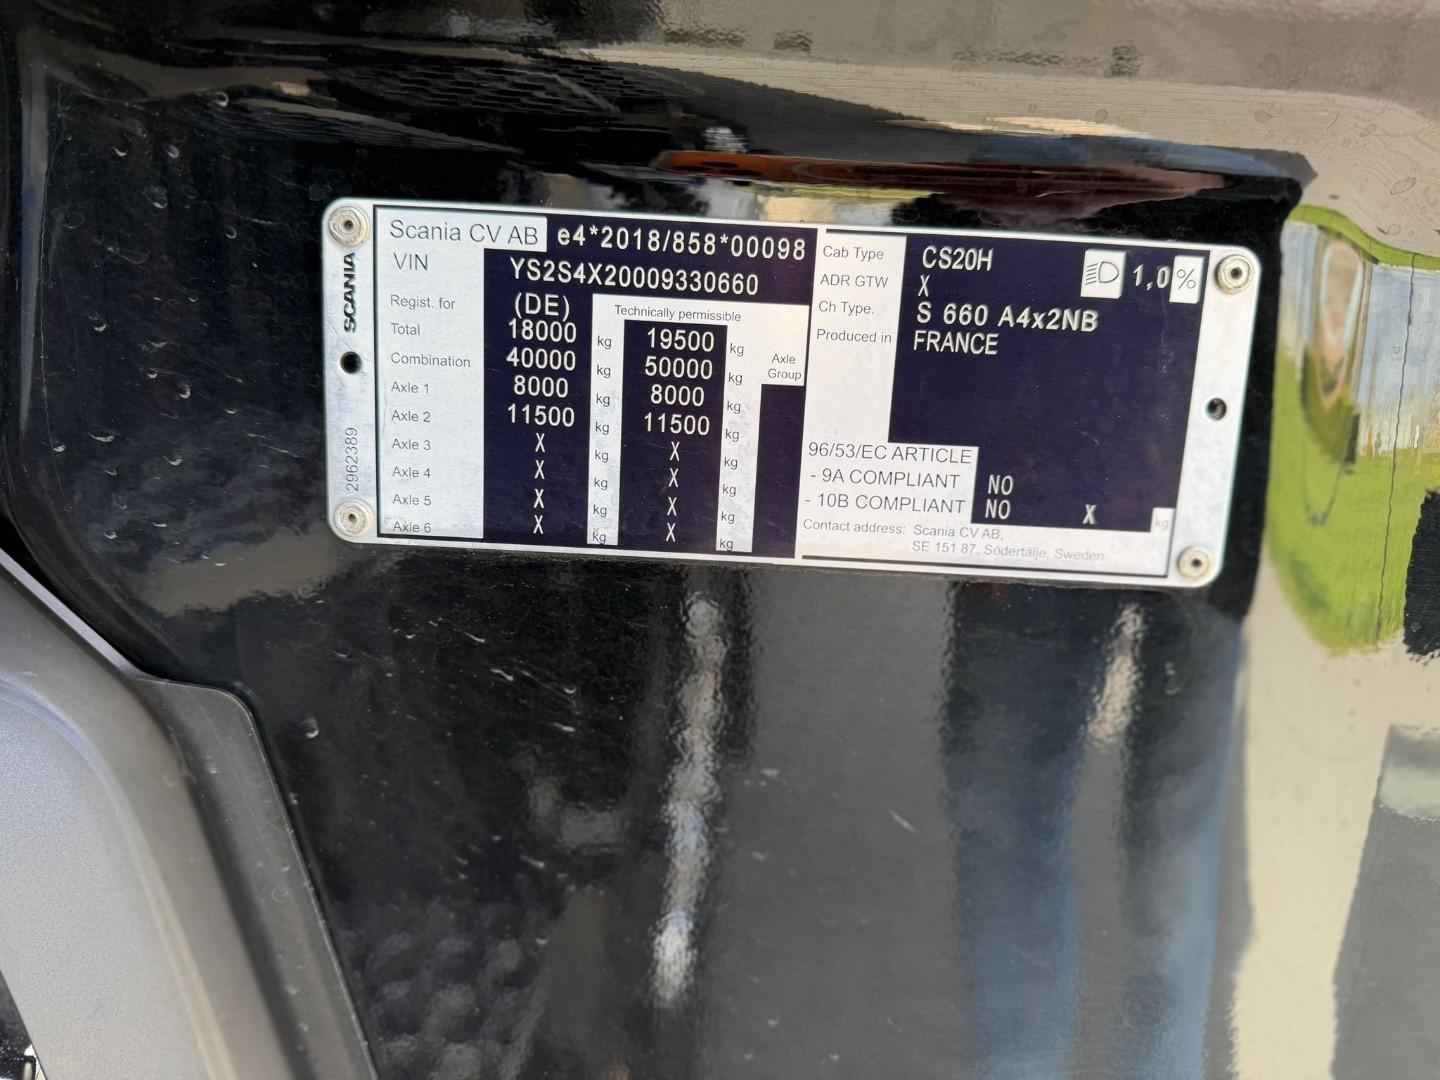 SCANIA
2962389
Scania CV AB e4*2018/858*00098
VIN YS2S4X20009330660
Regist. for (DE) Technically permissible
Total 18000 kg 19500 kg
Combination 40000 kg 50000 kg Axle Group
Axle 1 8000 kg 8000 kg
Axle 2 11500 kg 11500 kg
Axle 3 X kg X kg
Axle 4 X kg X kg
Axle 5 X kg X kg
Axle 6 X kg X kg
Cab Type CS20H 1,0 %
ADR GTW X
Ch Type. S 660 A4x2NB
Produced in FRANCE
96/53/EC ARTICLE
- 9A COMPLIANT NO
- 10B COMPLIANT NO X kg
Contact address: Scania CV AB,
SE 151 87, Södertälje, Sweden